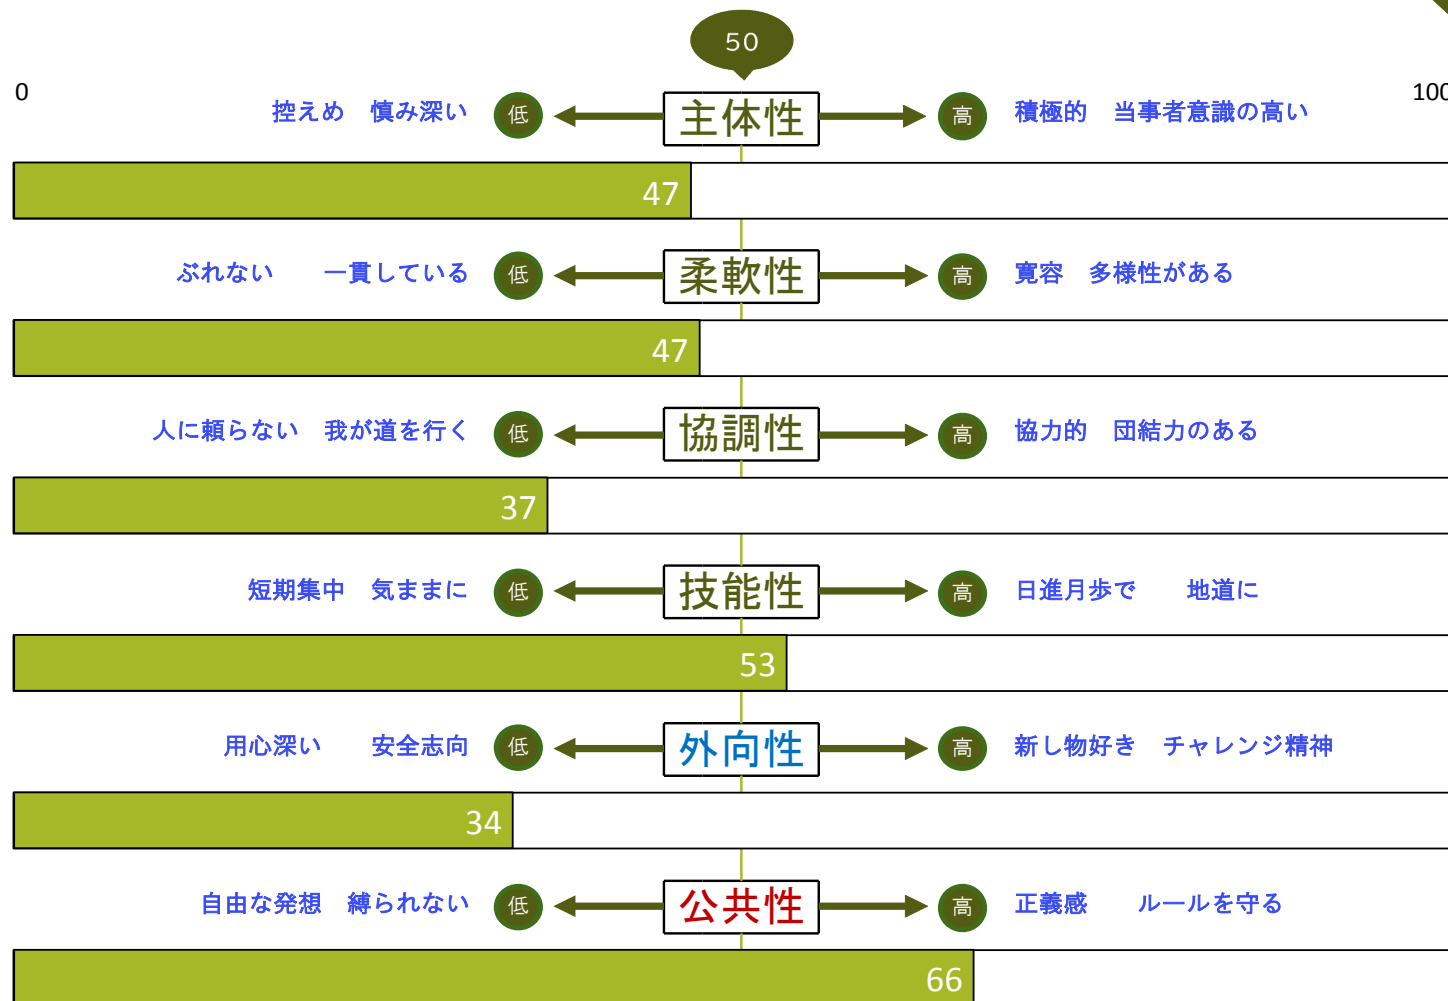 50
0
100
控えめ　慎み深い　低　主体性　高　積極的　当事者意識の高い
47
ぶれない　　一貫している　低　柔軟性　高　寛容　多様性がある
47
人に頼らない　我が道を行く　低　協調性　高　協力的　団結力のある
37
短期集中　気ままに　低　技能性　高　日進月歩で　　地道に
53
用心深い　　安全志向　低　外向性　高　新し物好き　チャレンジ精神
34
自由な発想　縛られない　低　公共性　高　正義感　　ルールを守る
66